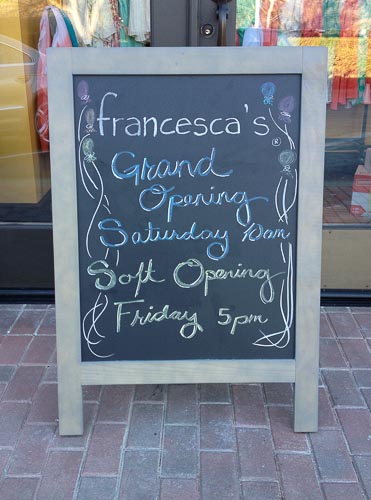 francesca's®
Grand
Opening
Saturday 10am
Soft Opening
Friday 5pm